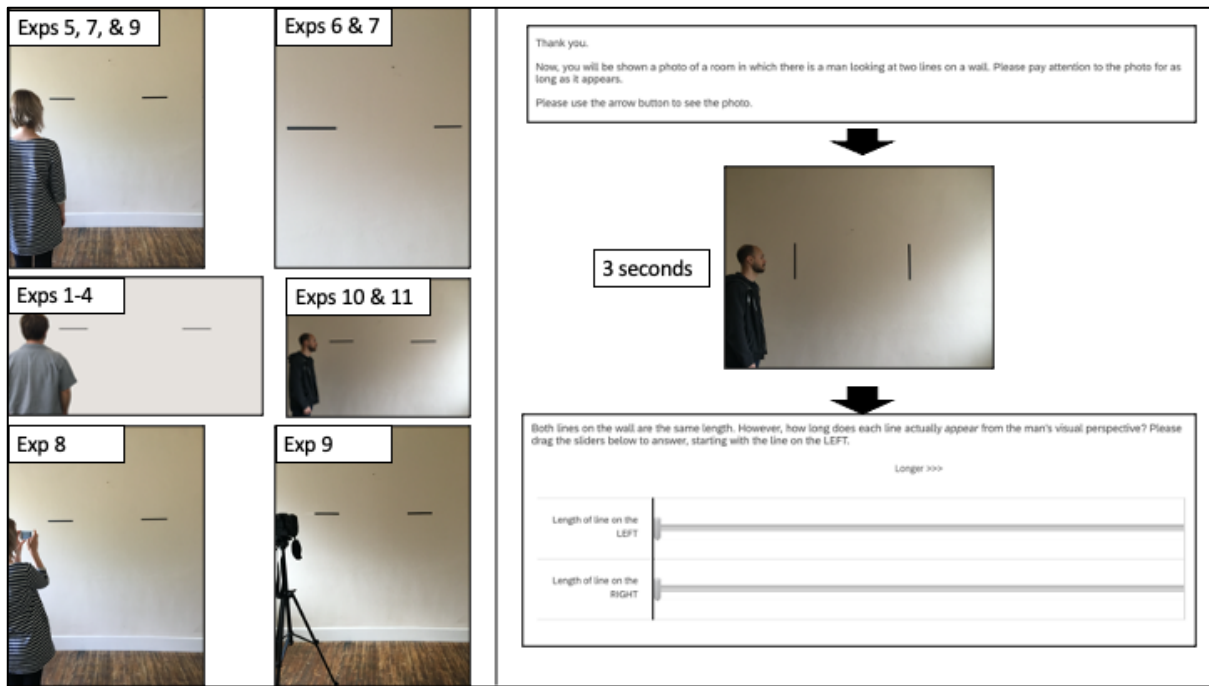 Exps 5, 7, & 9
Exps 6 & 7
Exps 1-4
Exps 10 & 11
Exp 8
Exp 9
Thank you.
Now, you will be shown a photo of a room in which there is a man looking at two lines on a wall. Please pay attention to the photo for as
long as it appears.
Please use the arrow button to see the photo.
3 seconds
Both lines on the wall are the same length. However, how long does each line actually appear from the man's visual perspective? Please
drag the sliders below to answer, starting with the line on the LEFT.
Longer >>>
Length of line on the
LEFT
Length of line on the
RIGHT